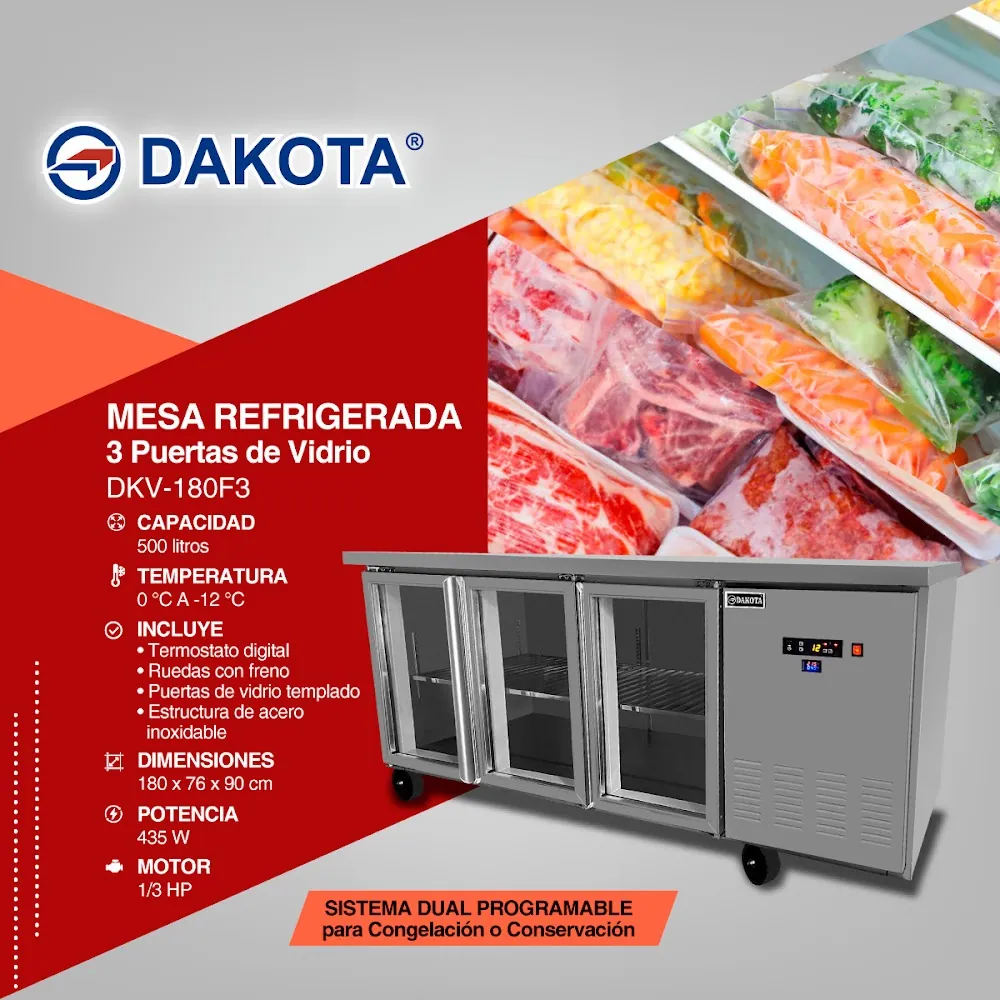 DAKOTA®
MESA REFRIGERADA
3 Puertas de Vidrio
DKV-180F3
CAPACIDAD
500 litros
TEMPERATURA
0 °C A -12 °C
INCLUYE
• Termostato digital
• Ruedas con freno
• Puertas de vidrio templado
• Estructura de acero
inoxidable
DIMENSIONES
180 x 76 x 90 cm
POTENCIA
435 W
MOTOR
1/3 HP
DAKOTA
12
SISTEMA DUAL PROGRAMABLE
para Congelación o Conservación